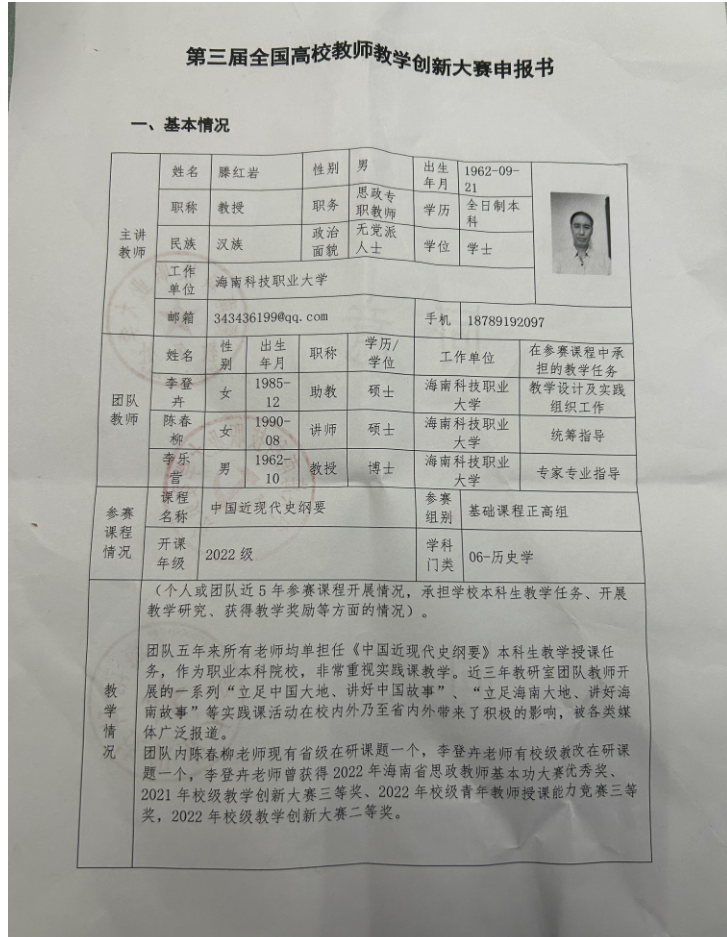 第三届全国高校教师教学创新大赛申报书
一、基本情况
主讲教师
姓名 滕红岩 性别 男 出生年月 1962-09-21
职称 教授 职务 思政专职教师 学历 全日制本科
民族 汉族 政治面貌 无党派人士 学位 学士
工作单位 海南科技职业大学
邮箱 343436199@qq.com 手机 18789192097
团队教师
姓名 性别 出生年月 职称 学历/学位 工作单位 在参赛课程中承担的教学任务
李登卉 女 1985-12 助教 硕士 海南科技职业大学 教学设计及实践组织工作
陈春柳 女 1990-08 讲师 硕士 海南科技职业大学 统筹指导
李乐营 男 1962-10 教授 博士 海南科技职业大学 专家专业指导
参赛课程情况
课程名称 中国近现代史纲要 参赛组别 基础课程正高组
开课年级 2022级 学科门类 06-历史学
教学情况
（个人或团队近5年参赛课程开展情况，承担学校本科生教学任务、开展
教学研究、获得教学奖励等方面的情况）。
团队五年来所有老师均单担任《中国近现代史纲要》本科生教学授课任
务，作为职业本科院校，非常重视实践课教学。近三年教研室团队教师开
展的一系列“立足中国大地、讲好中国故事”、“立足海南大地、讲好海
南故事”等实践课活动在校内外乃至省内外带来了积极的影响，被各类媒
体广泛报道。
团队内陈春柳老师现有省级在研课题一个，李登卉老师有校级教改在研课
题一个，李登卉老师曾获得2022年海南省思政教师基本功大赛优秀奖、
2021年校级教学创新大赛三等奖、2022年校级青年教师授课能力竞赛三等
奖，2022年校级教学创新大赛二等奖。